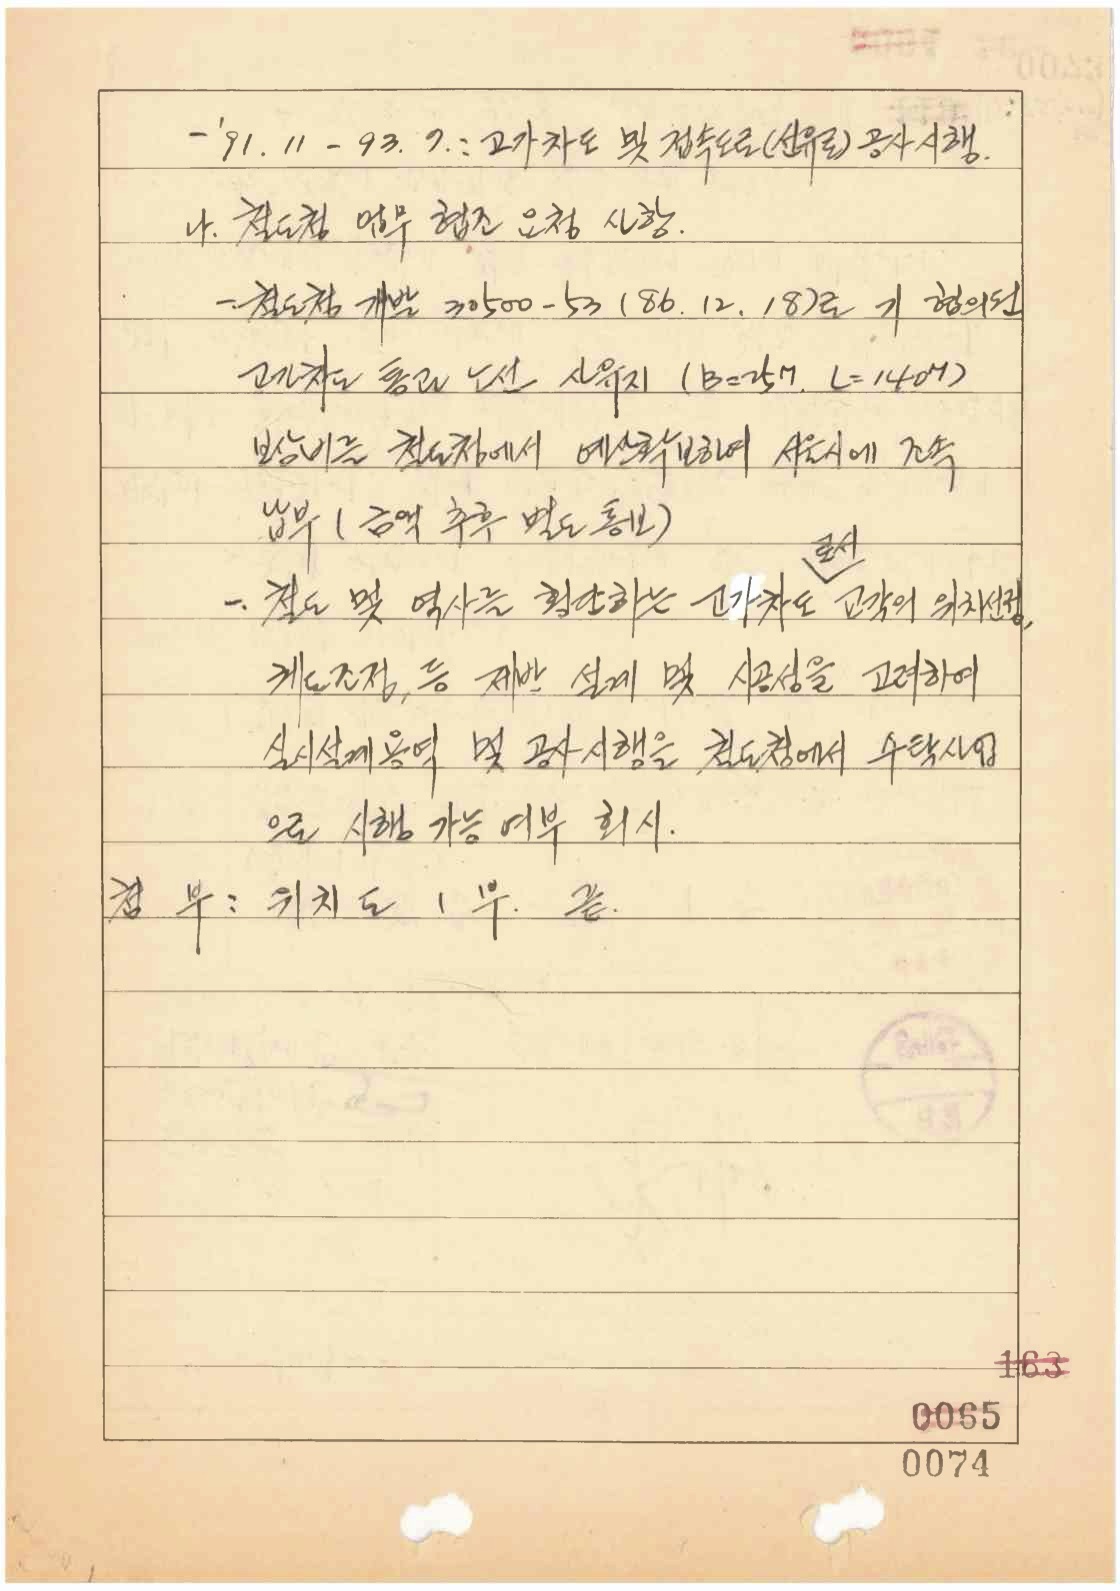 -'91. 11 - 93. 7. : 고가차도 및 접속도로(선유로) 공사시행.
나. 철도청 업무 협조 요청 사항.
-. 철도청 개발 30500-53 (86. 12. 18)로 기 협의된
고가차도 통과 노선 사유지 (B=25m. L=140m)
보상비를 철도청에서 예산확보하여 서울시에 조속
납부 ( 금액 추후 별도 통보)
-. 철도 및 역사를 횡단하는 고가차도 교각의 위치선정,
궤도조정, 등 제반 설계 및 시공성을 고려하여
실시설계용역 및 공사시행을 철도청에서 수탁사업
으로 시행 가능 여부 회시.
첨 부 : 위치도 1 부. 끝.
163
0065
0074